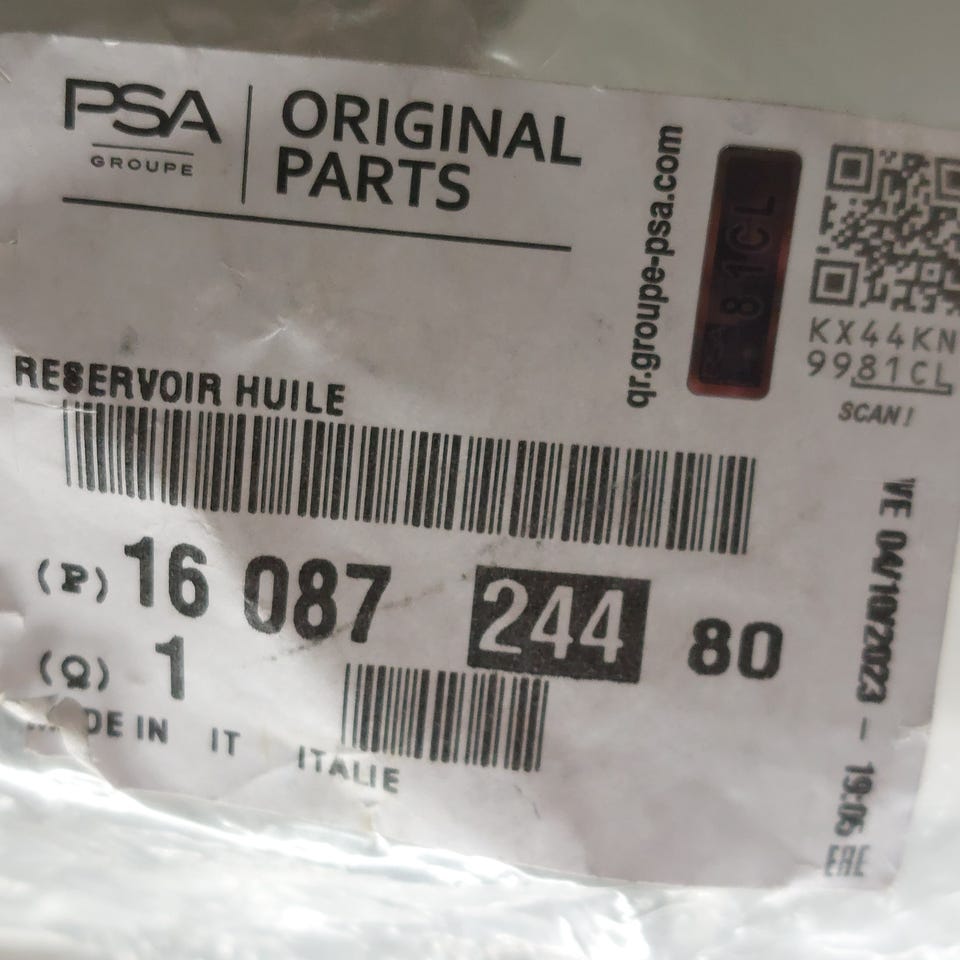 PSA
GROUPE
ORIGINAL
PARTS
qr.groupe-psa.com
81CL
KX44KN
9981CL
SCAN!
RESERVOIR HUILE
(P) 16 087 244 80
(Q) 1
DE IN IT ITALIE
04/10/2023 - 19:05